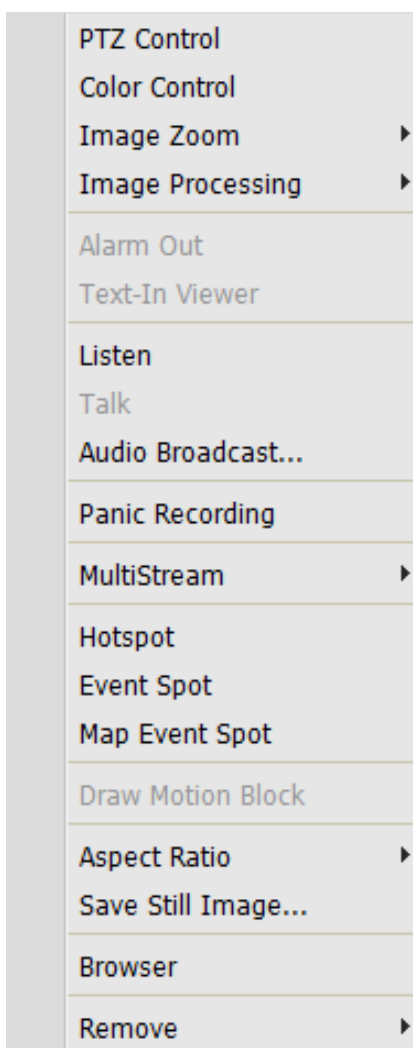 PTZ Control
Color Control
Image Zoom
Image Processing
Alarm Out
Text-In Viewer
Listen
Talk
Audio Broadcast...
Panic Recording
MultiStream
Hotspot
Event Spot
Map Event Spot
Draw Motion Block
Aspect Ratio
Save Still Image...
Browser
Remove